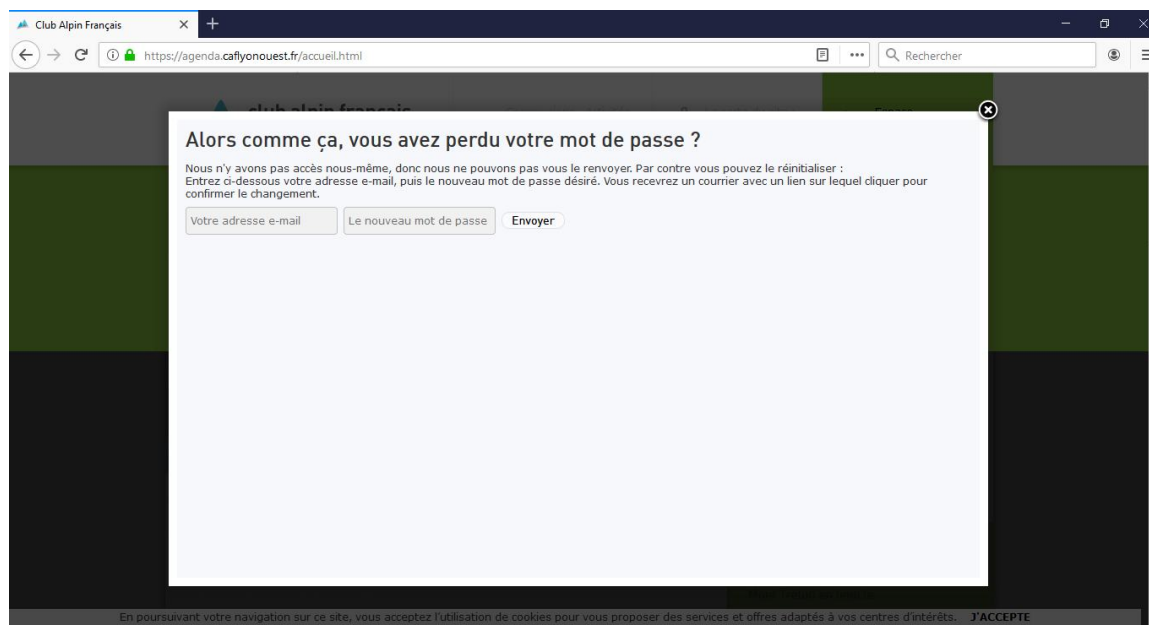 Club Alpin Français
https://agenda.caflyonouest.fr/accueil.html
Rechercher
club alpin français
Alors comme ça, vous avez perdu votre mot de passe ?
Nous n'y avons pas accès nous-même, donc nous ne pouvons pas vous le renvoyer. Par contre vous pouvez le réinitialiser :
Entrez ci-dessous votre adresse e-mail, puis le nouveau mot de passe désiré. Vous recevrez un courrier avec un lien sur lequel cliquer pour
confirmer le changement.
Votre adresse e-mail
Le nouveau mot de passe
Envoyer
En poursuivant votre navigation sur ce site, vous acceptez l'utilisation de cookies pour vous proposer des services et offres adaptés à vos centres d'intérêts. J'ACCEPTE